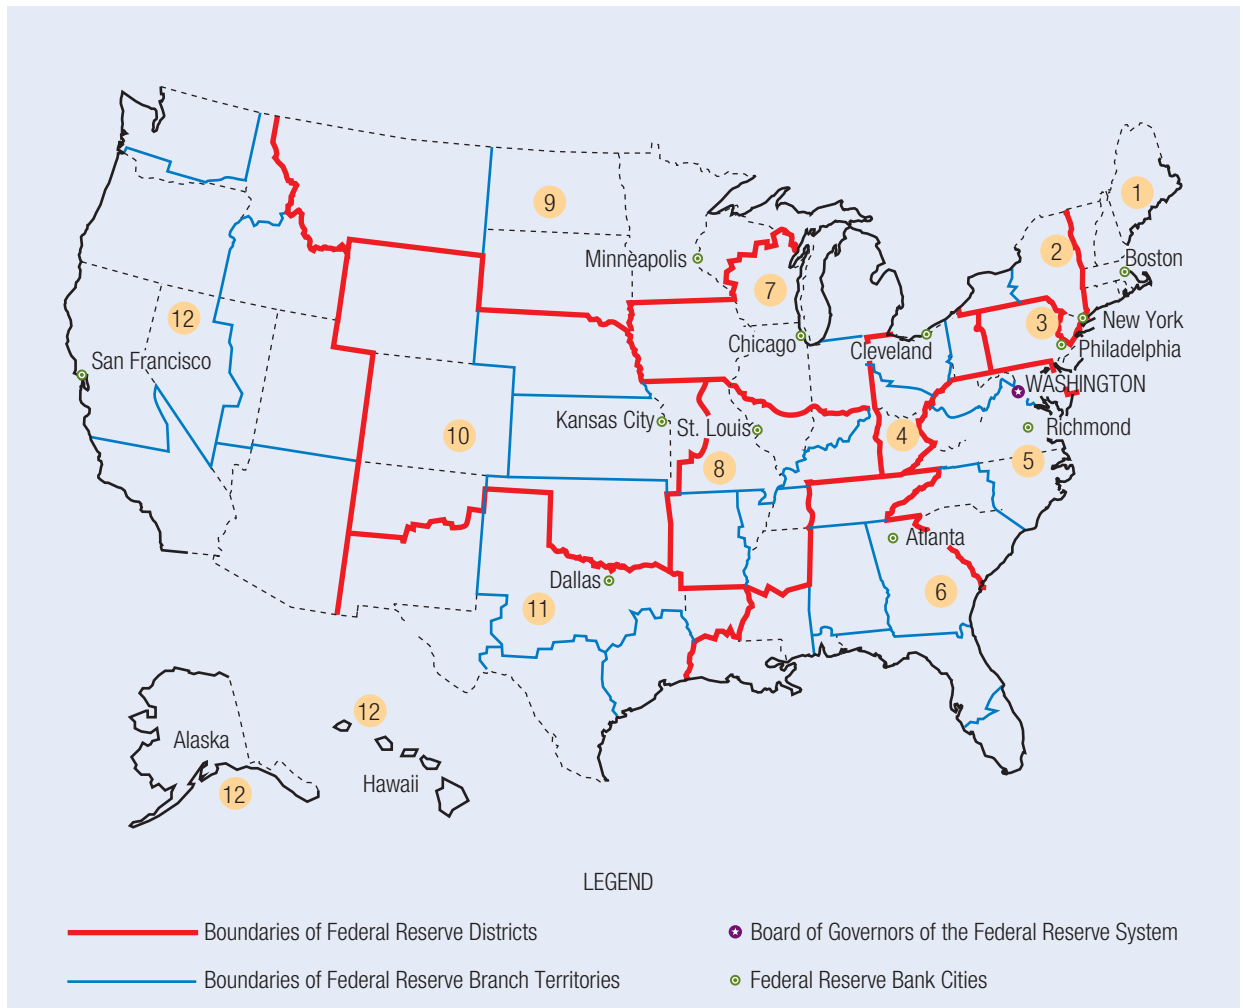 1
9
2
Minneapolis
Boston
7
12
3
New York
Chicago
Cleveland
Philadelphia
San Francisco
WASHINGTON
Kansas City
St. Louis
Richmond
10
4
8
5
Atlanta
Dallas
6
11
12
Alaska
Hawaii
12
LEGEND
Boundaries of Federal Reserve Districts
Board of Governors of the Federal Reserve System
Boundaries of Federal Reserve Branch Territories
Federal Reserve Bank Cities